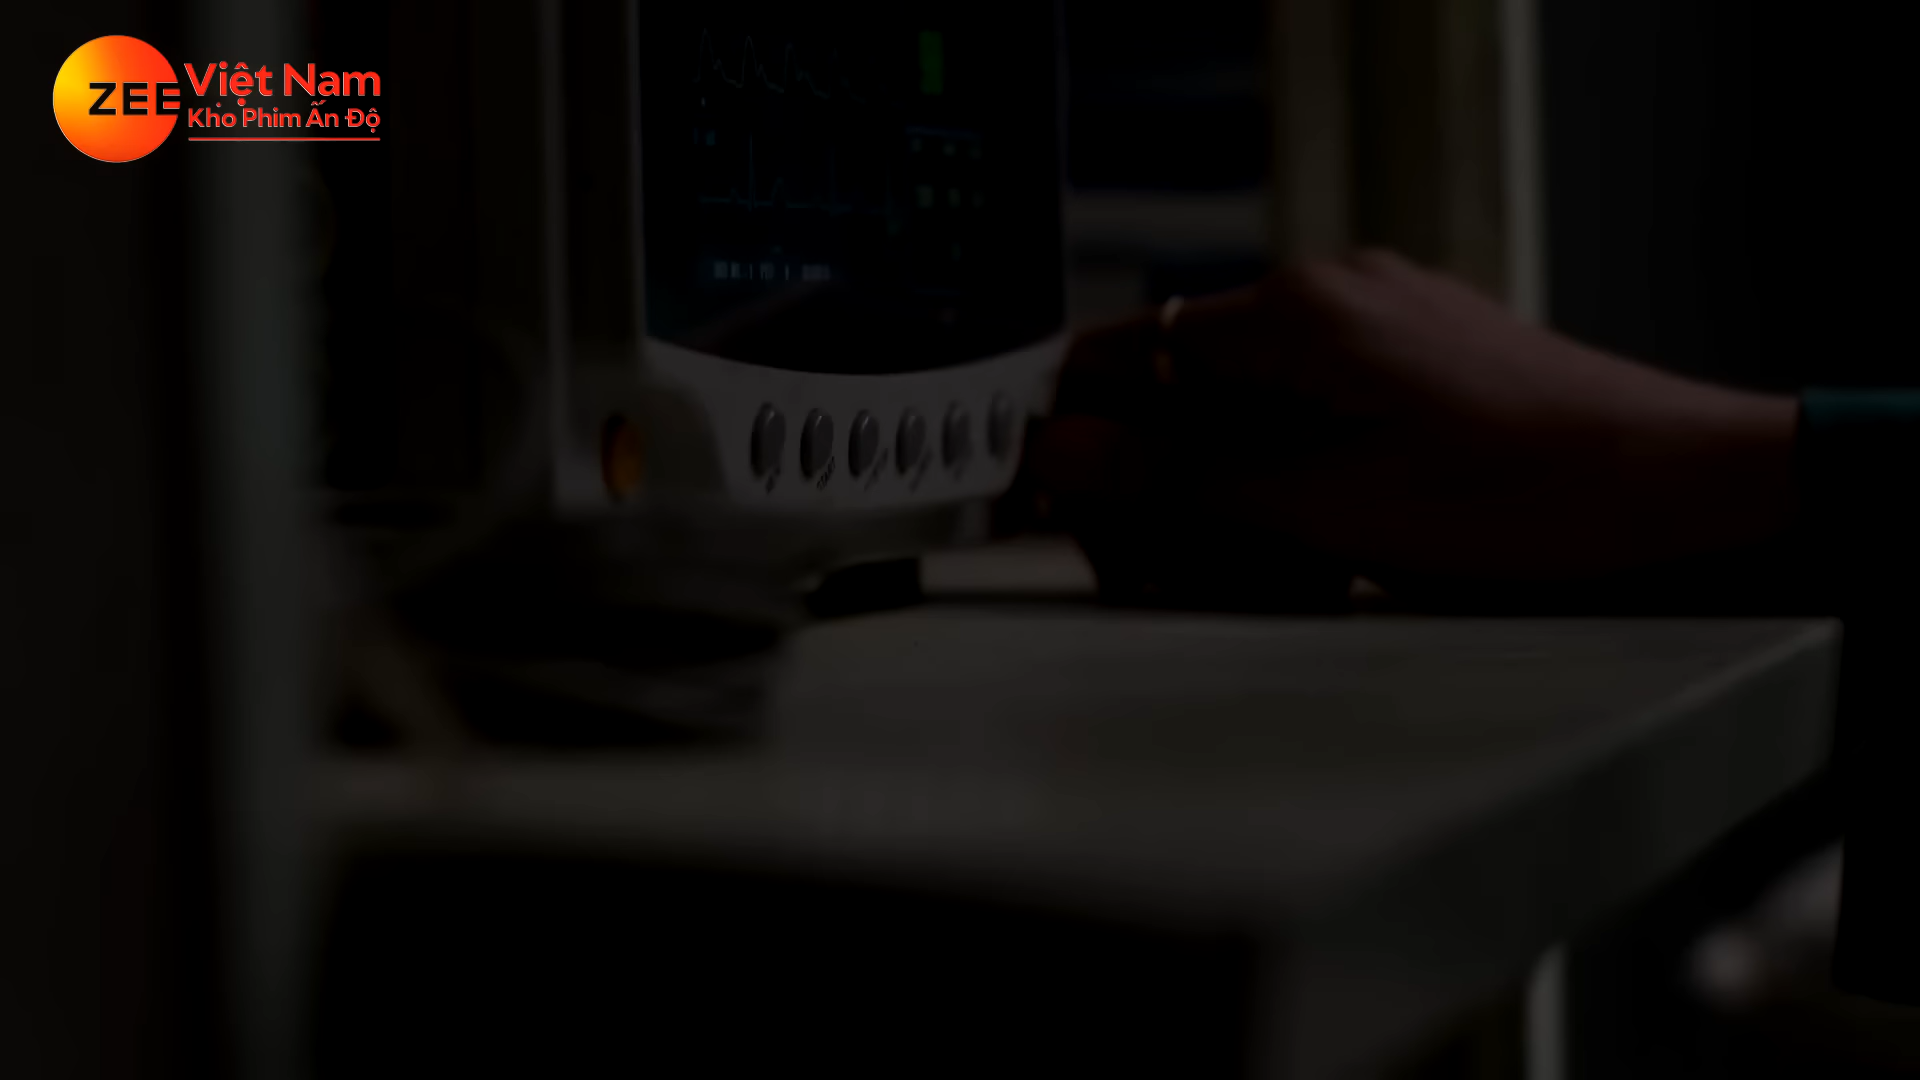 ZEE
Việt Nam
Kho Phim Ấn Độ